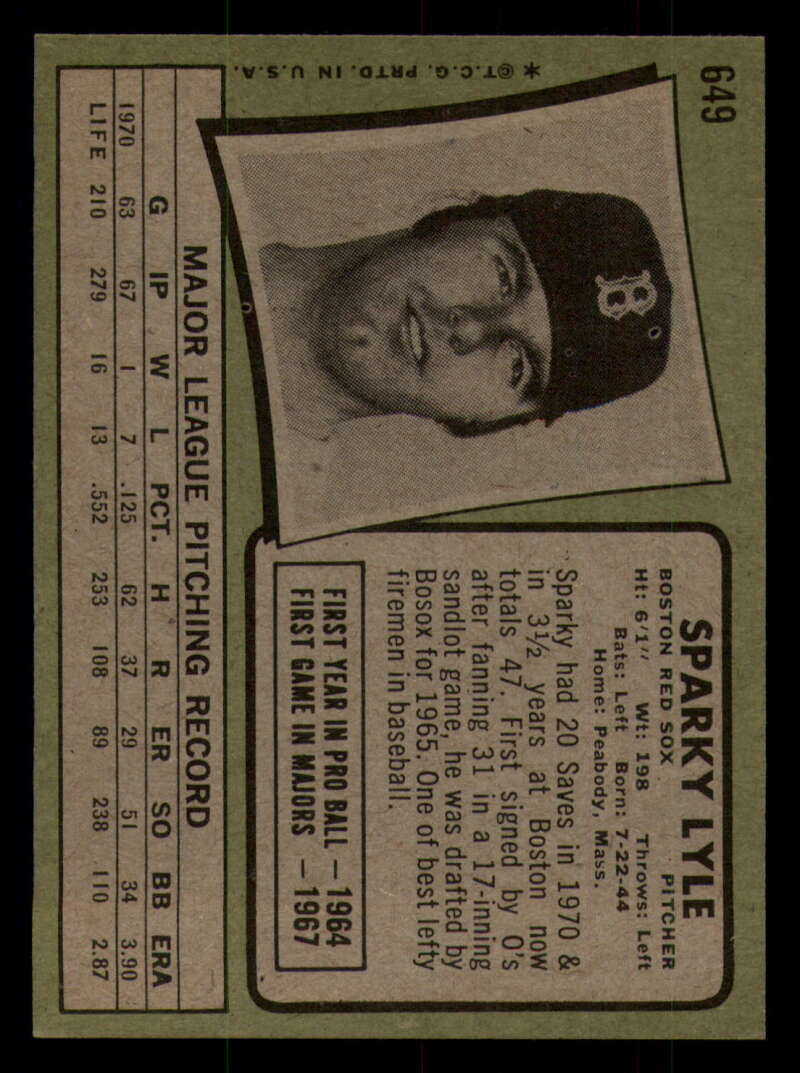 649
* © T.C.G. PRTD. IN U.S.A.
B
SPARKY LYLE
BOSTON RED SOX PITCHER
Ht: 6'1" Wt: 198 Throws: Left
Bats: Left Born: 7-22-44
Home: Peabody, Mass.
Sparky had 20 Saves in 1970 &
in 3½ years at Boston now
totals 47. First signed by O's
after fanning 31 in a 17-inning
sandlot game, he was drafted by
Bosox for 1965. One of best lefty
firemen in baseball.
FIRST YEAR IN PRO BALL – 1964
FIRST GAME IN MAJORS – 1967
MAJOR LEAGUE PITCHING RECORD
G IP W L PCT. H R ER SO BB ERA
1970 63 67 1 7 .125 62 37 29 51 34 3.90
LIFE 210 279 16 13 .552 253 108 89 238 110 2.87